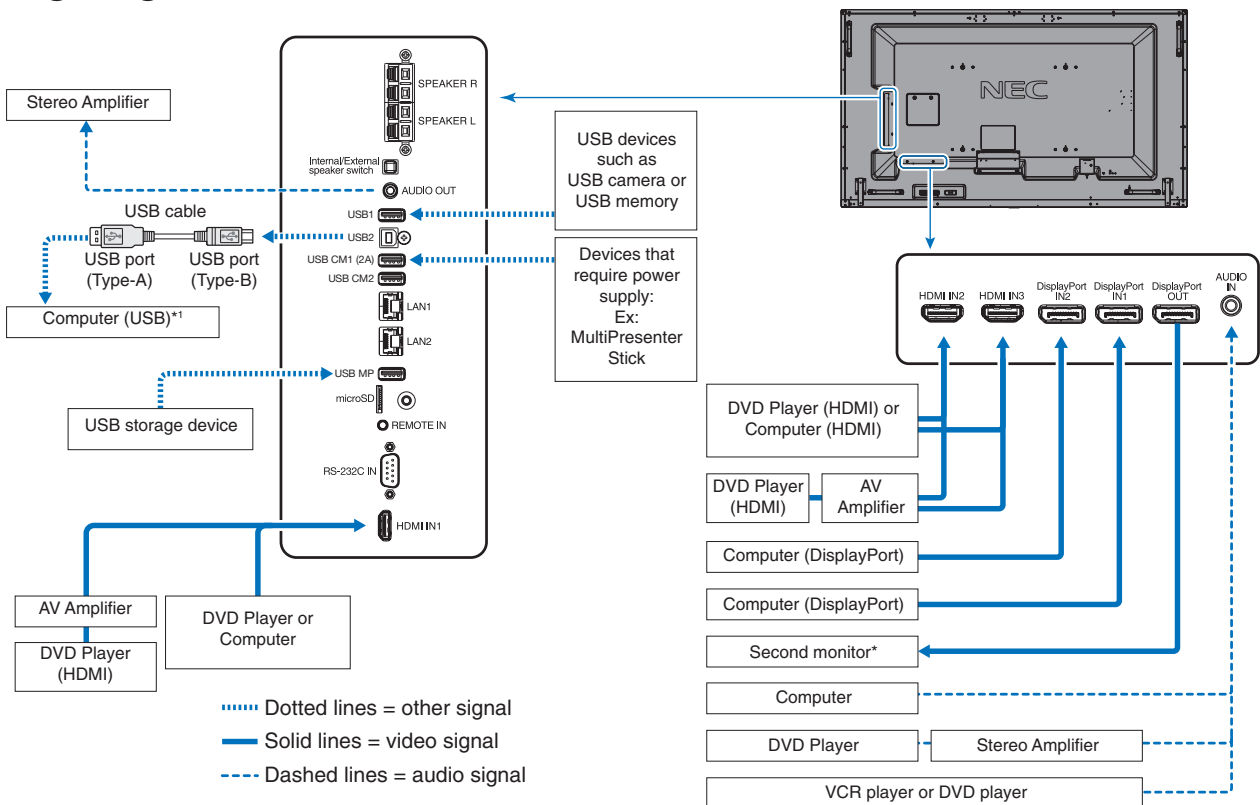 NEC
SPEAKER R
SPEAKER L
Internal/External
speaker switch
AUDIO OUT
USB1
USB2
USB CM1 (2A)
USB CM2
LAN1
LAN2
USB MP
microSD
REMOTE IN
RS-232C IN
HDMI IN1
Stereo Amplifier
USB cable
USB port
(Type-A)
USB port
(Type-B)
Computer (USB)*1
USB storage device
AV Amplifier
DVD Player
(HDMI)
DVD Player or
Computer
USB devices
such as
USB camera or
USB memory
Devices that
require power
supply:
Ex:
MultiPresenter
Stick
HDMI IN2
HDMI IN3
DisplayPort
IN2
DisplayPort
IN1
DisplayPort
OUT
AUDIO
IN
DVD Player (HDMI) or
Computer (HDMI)
DVD Player
(HDMI)
AV
Amplifier
Computer (DisplayPort)
Computer (DisplayPort)
Second monitor*
Computer
DVD Player
Stereo Amplifier
VCR player or DVD player
Dotted lines = other signal
Solid lines = video signal
Dashed lines = audio signal